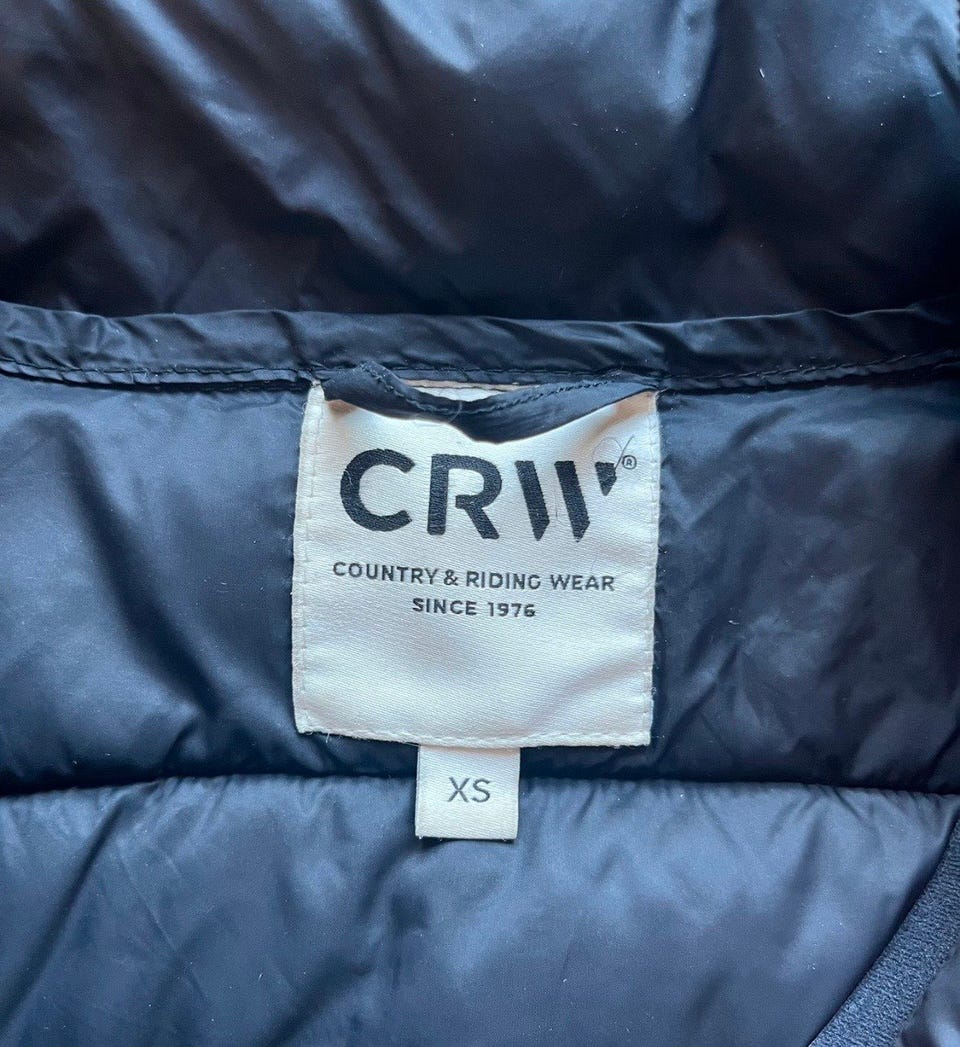 CRW®
COUNTRY & RIDING WEAR
SINCE 1976
XS